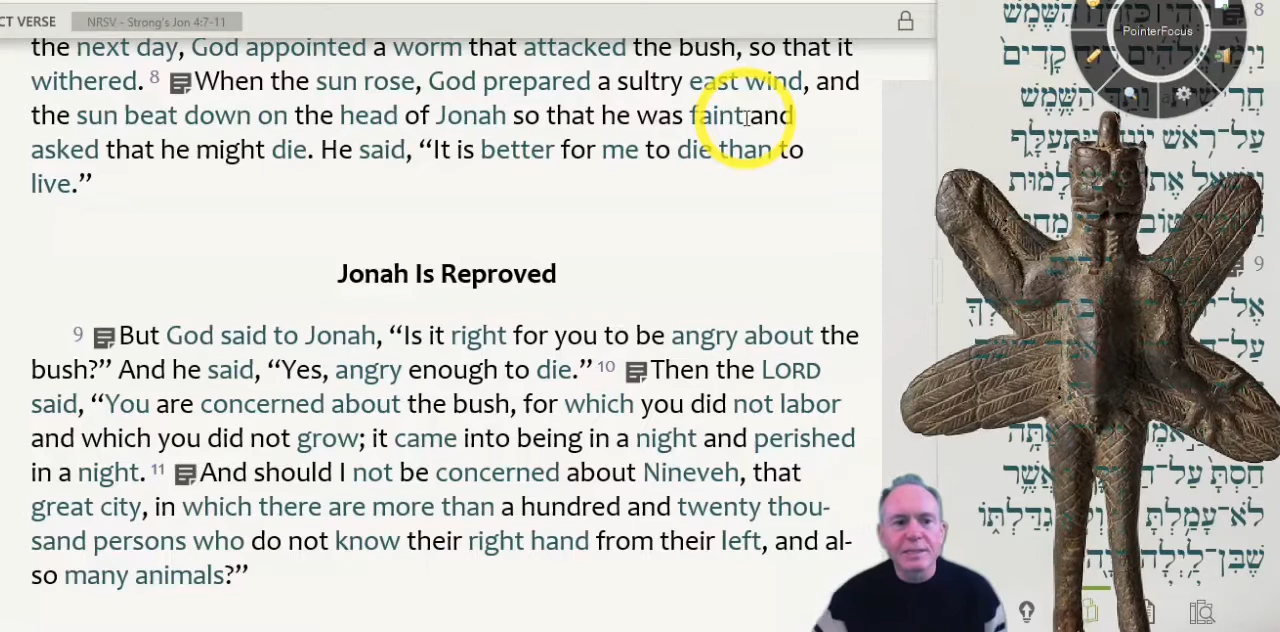 CT VERSE
NRSV - Strong's Jon 4:7-11
the next day, God appointed a worm that attacked the bush, so that it
withered. 8 When the sun rose, God prepared a sultry east wind, and
the sun beat down on the head of Jonah so that he was faint and
asked that he might die. He said, “It is better for me to die than to
live.”
Jonah Is Reproved
9 But God said to Jonah, “Is it right for you to be angry about the
bush?” And he said, “Yes, angry enough to die.” 10 Then the LORD
said, “You are concerned about the bush, for which you did not labor
and which you did not grow; it came into being in a night and perished
in a night. 11 And should I not be concerned about Nineveh, that
great city, in which there are more than a hundred and twenty thou-
sand persons who do not know their right hand from their left, and al-
so many animals?”
PointerFocus
8
הַשֶּׁמֶשׁ
קָדִים
הַשֶּׁמֶשׁ
עַל־רֹאשׁ
לָמוּת
9
עַל־
אַתָּה
חַסְתָּ עַל־
אֲשֶׁר
לֹא־עָמַלְתָּ
גִדַּלְתּוֹ
שֶׁבִּן־לַיְלָה